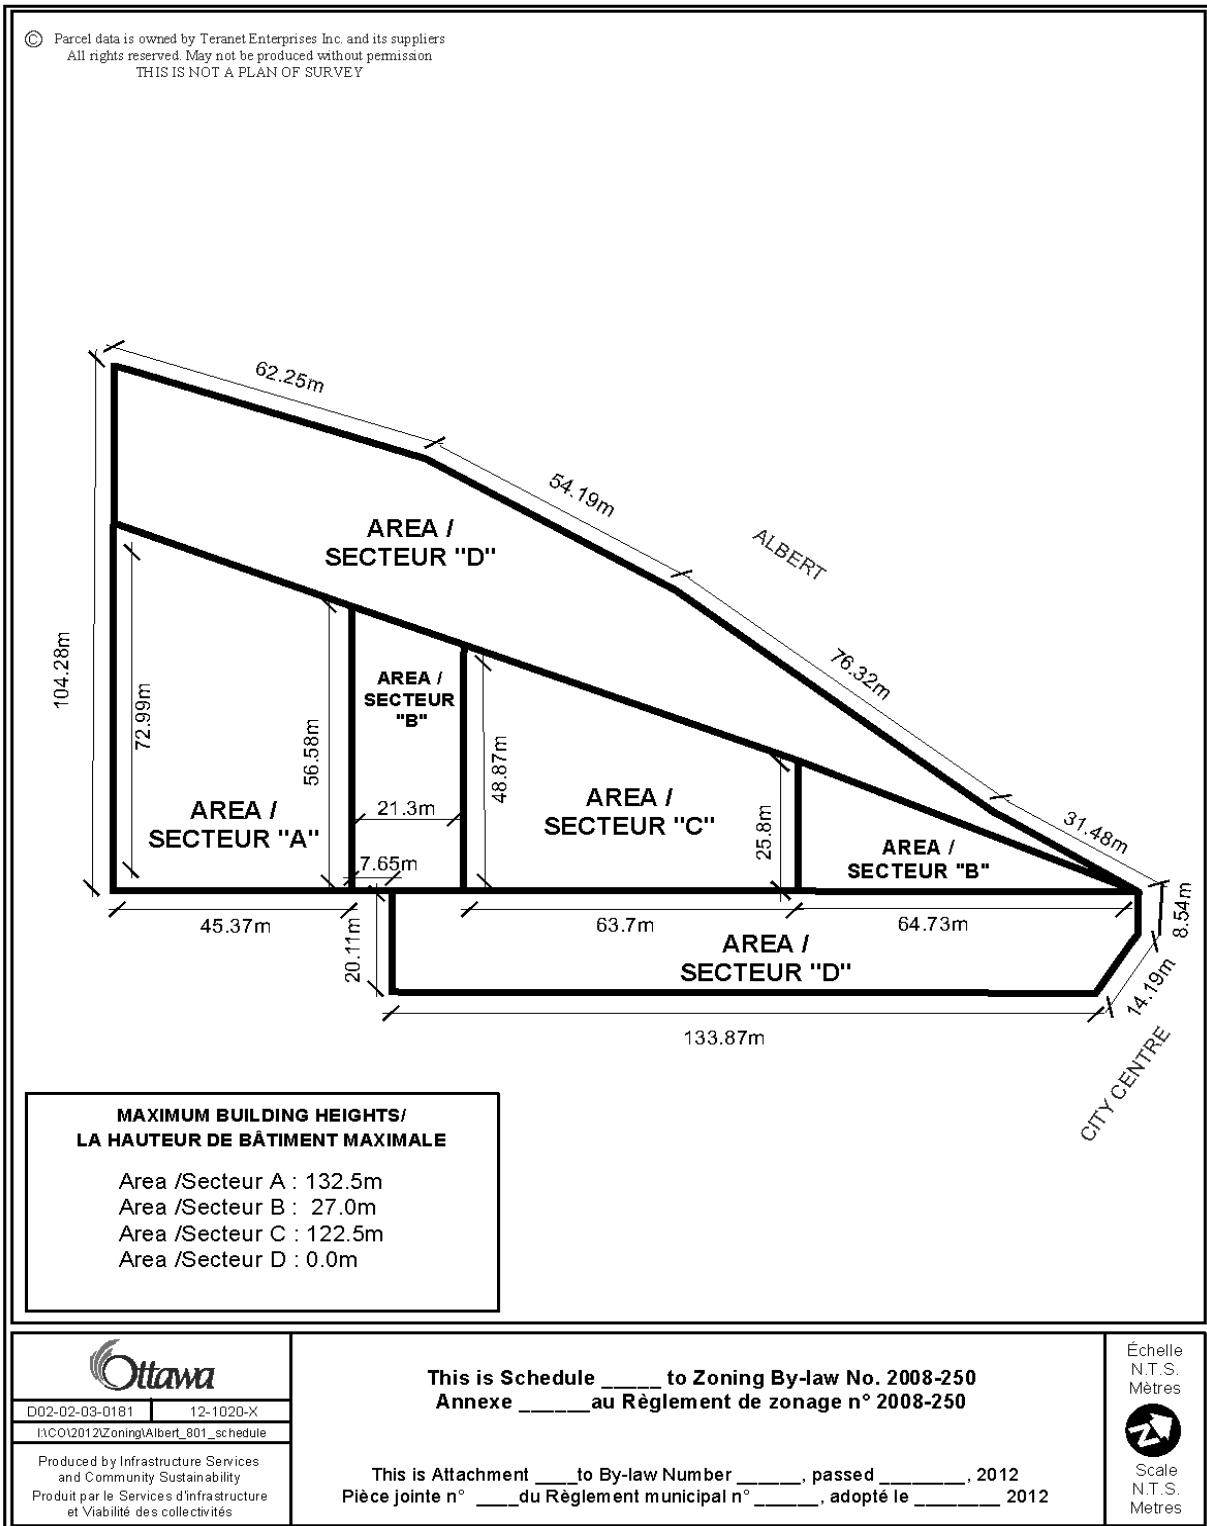 © Parcel data is owned by Teranet Enterprises Inc. and its suppliers
All rights reserved. May not be produced without permission
THIS IS NOT A PLAN OF SURVEY
62.25m
54.19m
ALBERT
AREA /
SECTEUR "D"
76.32m
104.28m
72.99m
56.58m
AREA /
SECTEUR
"B"
48.87m
21.3m
AREA /
SECTEUR "A"
AREA /
SECTEUR "C"
25.8m
31.48m
AREA /
SECTEUR "B"
7.65m
8.54m
45.37m
63.7m
64.73m
20.11m
AREA /
SECTEUR "D"
14.19m
133.87m
CITY CENTRE
MAXIMUM BUILDING HEIGHTS/
LA HAUTEUR DE BÂTIMENT MAXIMALE
Area /Secteur A : 132.5m
Area /Secteur B : 27.0m
Area /Secteur C : 122.5m
Area /Secteur D : 0.0m
Ottawa
D02-02-03-0181 12-1020-X
I:\CO\2012\Zoning\Albert_801_schedule
Produced by Infrastructure Services
and Community Sustainability
Produit par le Services d'infrastructure
et Viabilité des collectivités
This is Schedule _____ to Zoning By-law No. 2008-250
Annexe ______au Règlement de zonage n° 2008-250
This is Attachment ____to By-law Number ______, passed ________, 2012
Pièce jointe n° ____du Règlement municipal n° ______, adopté le ________ 2012
Échelle
N.T.S.
Mètres
N
Scale
N.T.S.
Metres